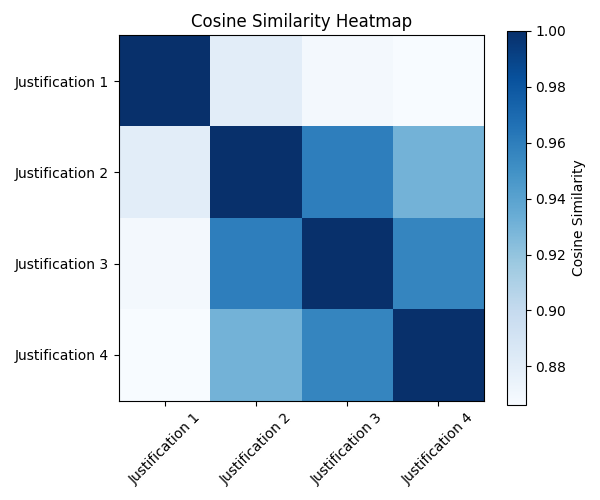 Cosine Similarity Heatmap
Justification 1
Justification 2
Justification 3
Justification 4
Justification 1
Justification 2
Justification 3
Justification 4
1.00
0.98
0.96
0.94
0.92
0.90
0.88
Cosine Similarity